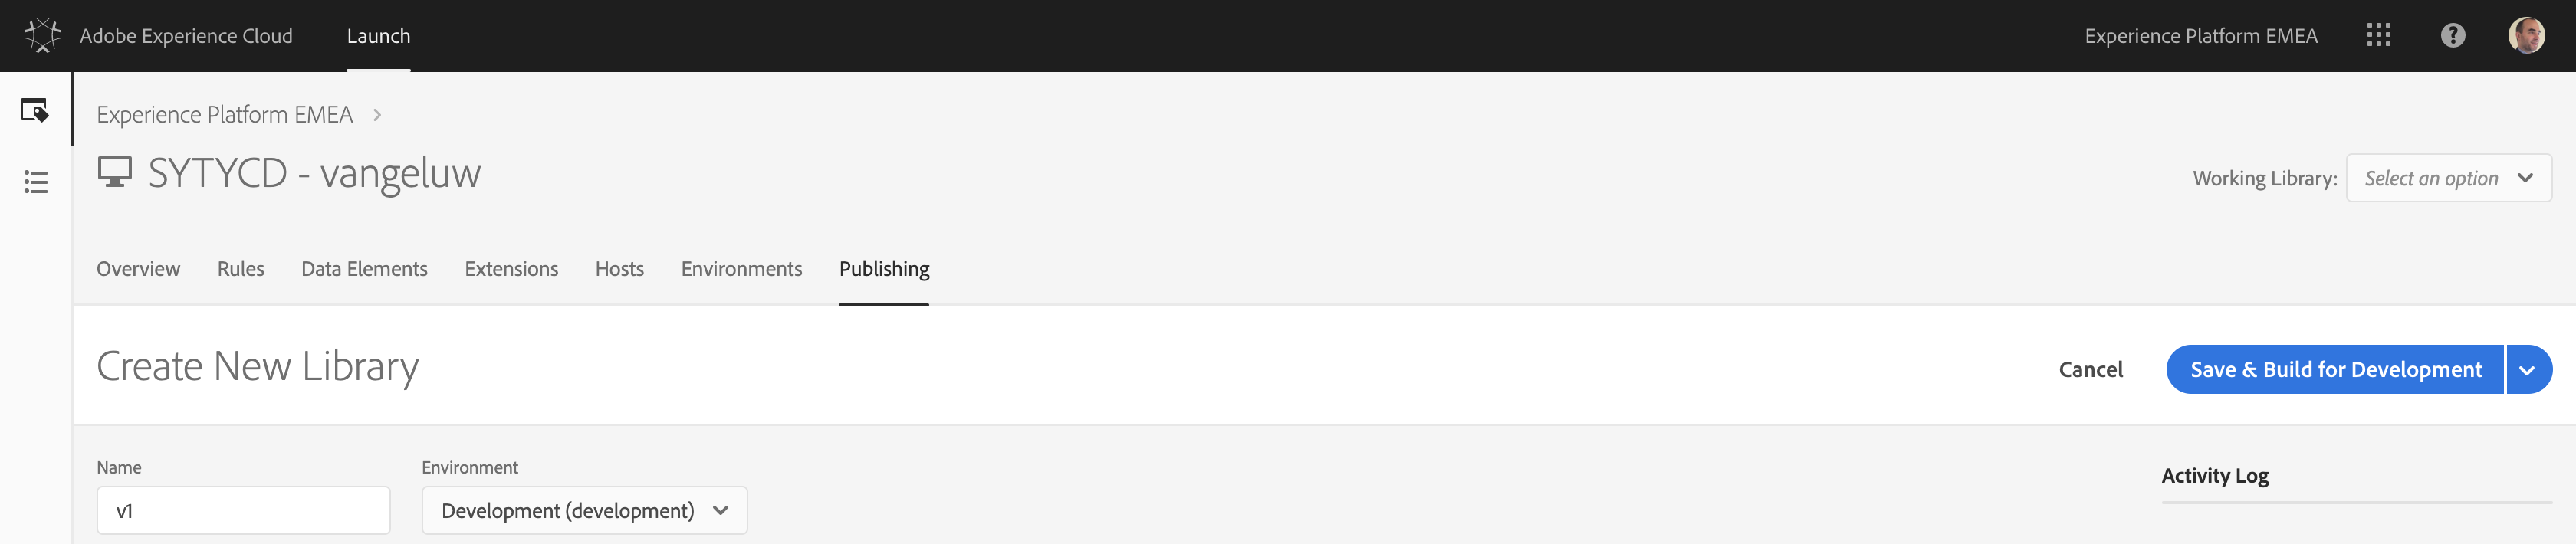 Adobe Experience Cloud Launch Experience Platform EMEA ?
Experience Platform EMEA >
SYTYCD - vangeluw
Working Library: Select an option
Overview Rules Data Elements Extensions Hosts Environments Publishing
Create New Library Cancel Save & Build for Development
Name Environment
Activity Log
v1 Development (development)